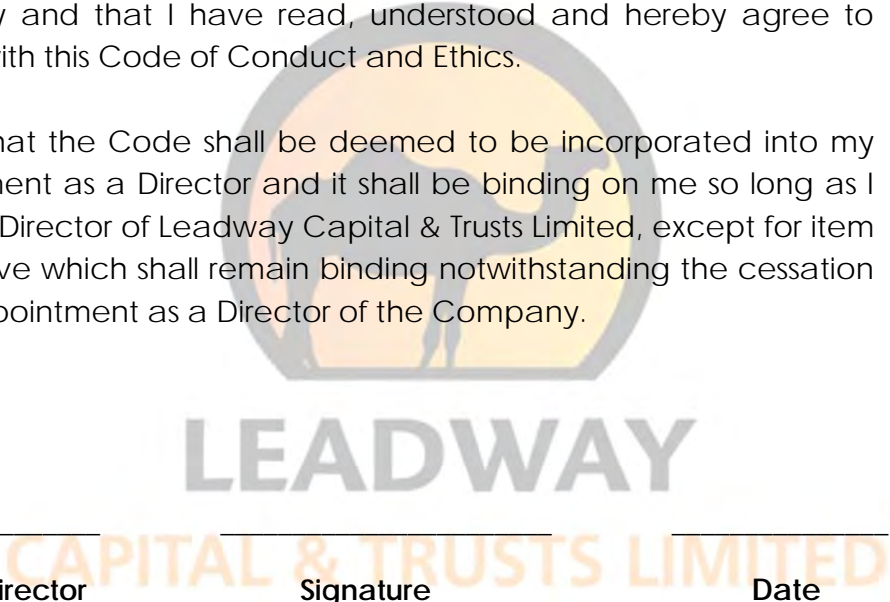 y and that I have read, understood and hereby agree to
with this Code of Conduct and Ethics.
hat the Code shall be deemed to be incorporated into my
ment as a Director and it shall be binding on me so long as I
Director of Leadway Capital & Trusts Limited, except for item
ve which shall remain binding notwithstanding the cessation
pointment as a Director of the Company.
LEADWAY
CAPITAL & TRUSTS LIMITED
irector Signature Date